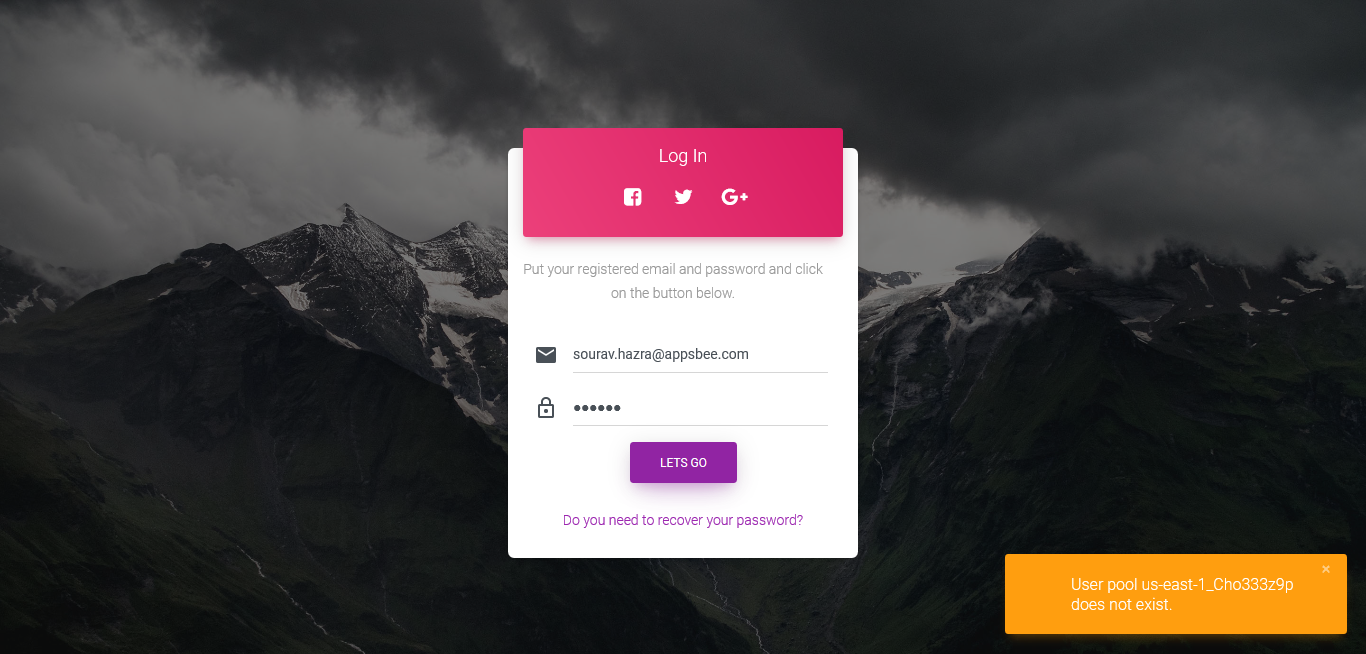 Log In
Put your registered email and password and click
on the button below.
sourav.hazra@appsbee.com
••••••
LETS GO
Do you need to recover your password?
×
User pool us-east-1_Cho333z9p
does not exist.